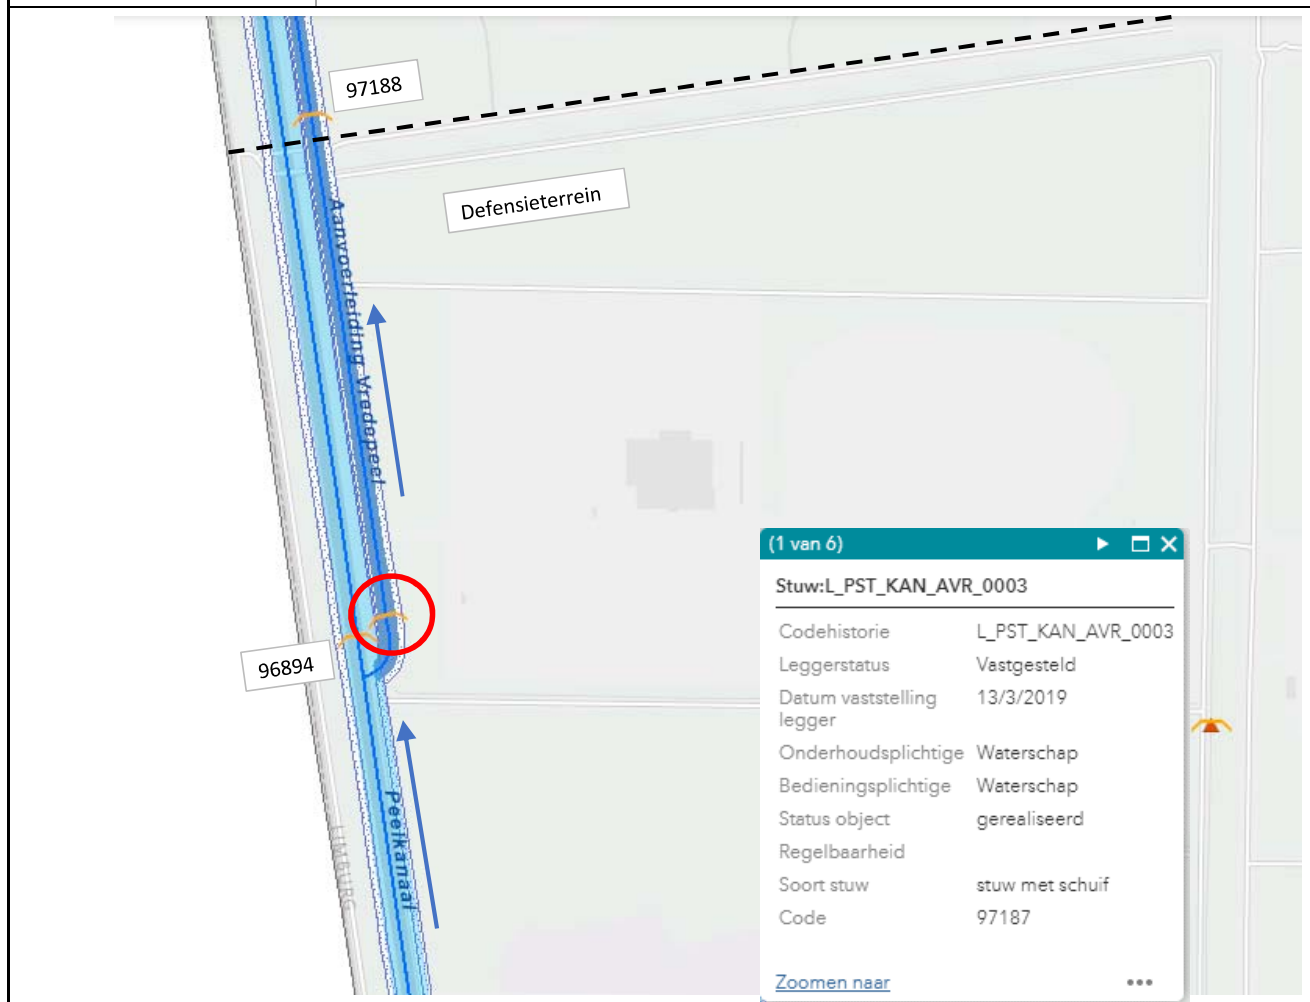 97188
Defensieterrein
Aanvoerleiding Vredepeel
96894
Peelkanaal
LIMBURG
(1 van 6)
Stuw:L_PST_KAN_AVR_0003
Codehistorie L_PST_KAN_AVR_0003
Leggerstatus Vastgesteld
Datum vaststelling 13/3/2019
legger
Onderhoudsplichtige Waterschap
Bedieningsplichtige Waterschap
Status object gerealiseerd
Regelbaarheid
Soort stuw stuw met schuif
Code 97187
Zoomen naar